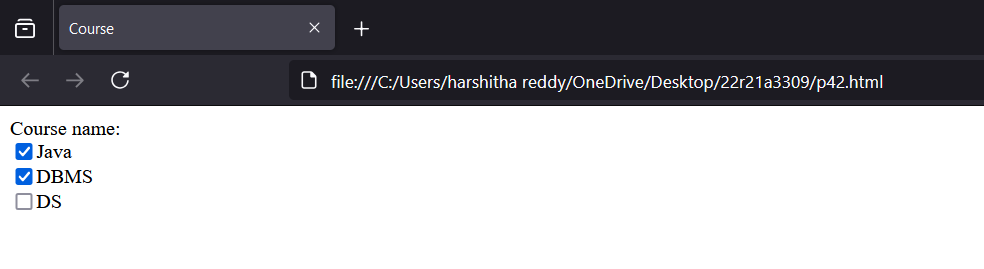 Course
file:///C:/Users/harshitha reddy/OneDrive/Desktop/22r21a3309/p42.html
Course name:
Java
DBMS
DS